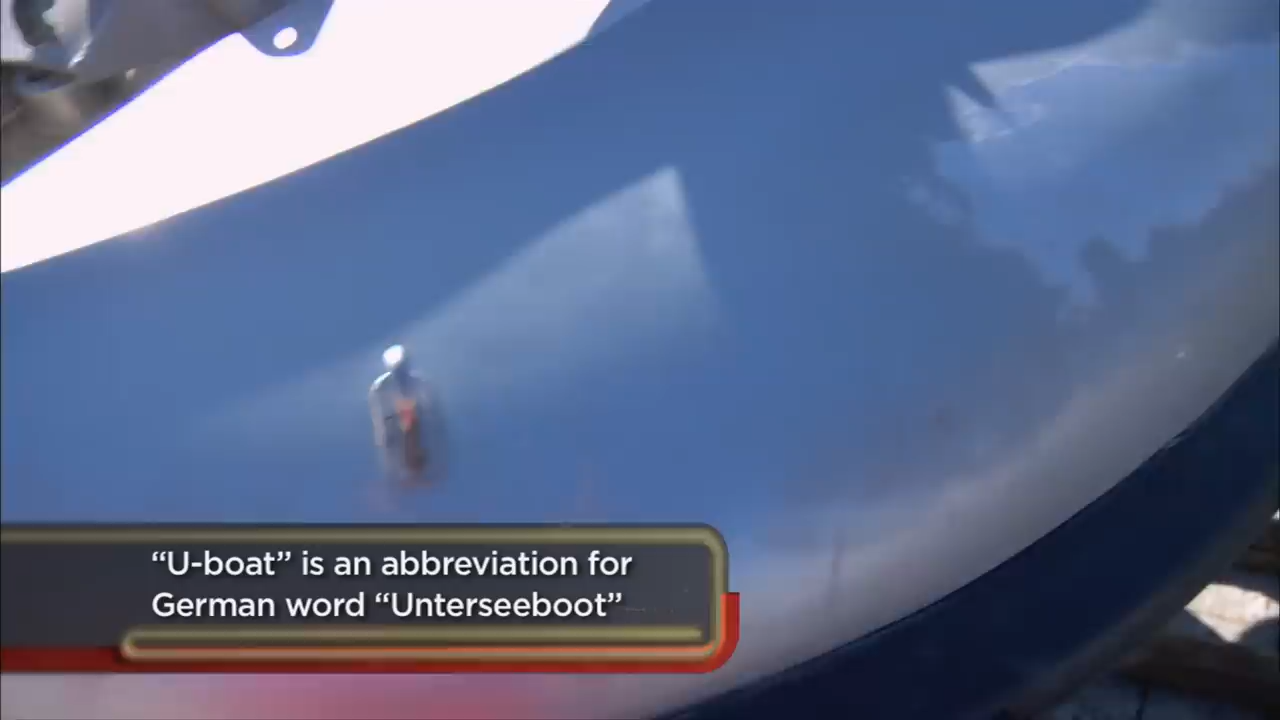 “U-boat” is an abbreviation for
German word “Unterseeboot”